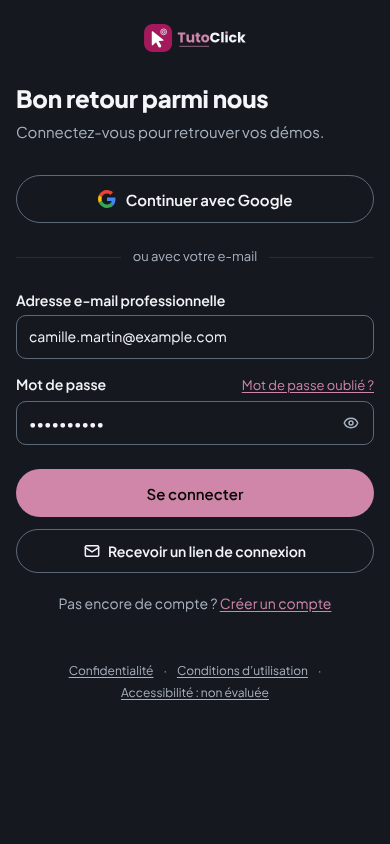 TutoClick
Bon retour parmi nous
Connectez-vous pour retrouver vos démos.
Continuer avec Google
ou avec votre e-mail
Adresse e-mail professionnelle
camille.martin@example.com
Mot de passe
Mot de passe oublié ?
••••••••••
Se connecter
Recevoir un lien de connexion
Pas encore de compte ? Créer un compte
Confidentialité · Conditions d’utilisation ·
Accessibilité : non évaluée